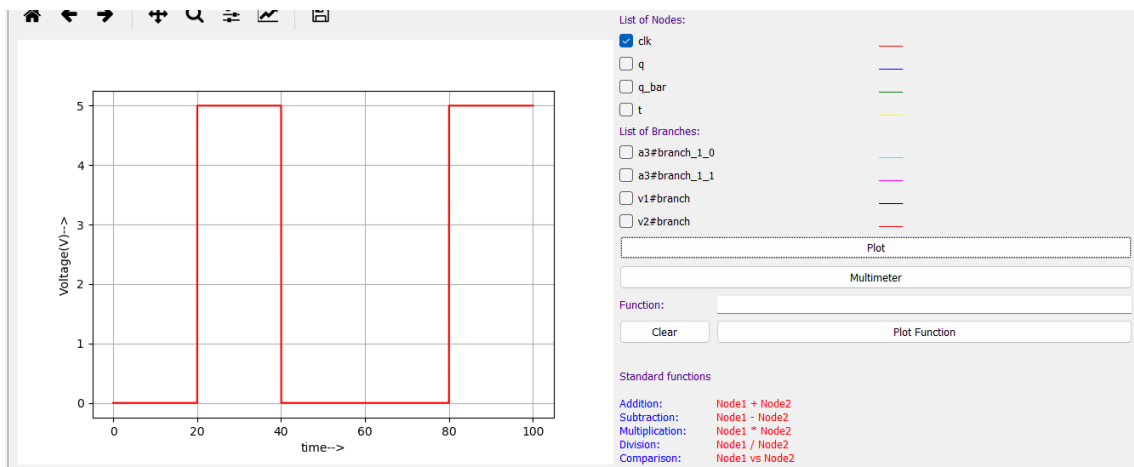 List of Nodes:
clk
q
q_bar
t
List of Branches:
a3#branch_1_0
a3#branch_1_1
v1#branch
v2#branch
Plot
Multimeter
Function:
Clear Plot Function
Standard functions
Addition: Node1 + Node2
Subtraction: Node1 - Node2
Multiplication: Node1 * Node2
Division: Node1 / Node2
Comparison: Node1 vs Node2
Voltage(V)-->
5
4
3
2
1
0
0 20 40 60 80 100
time-->